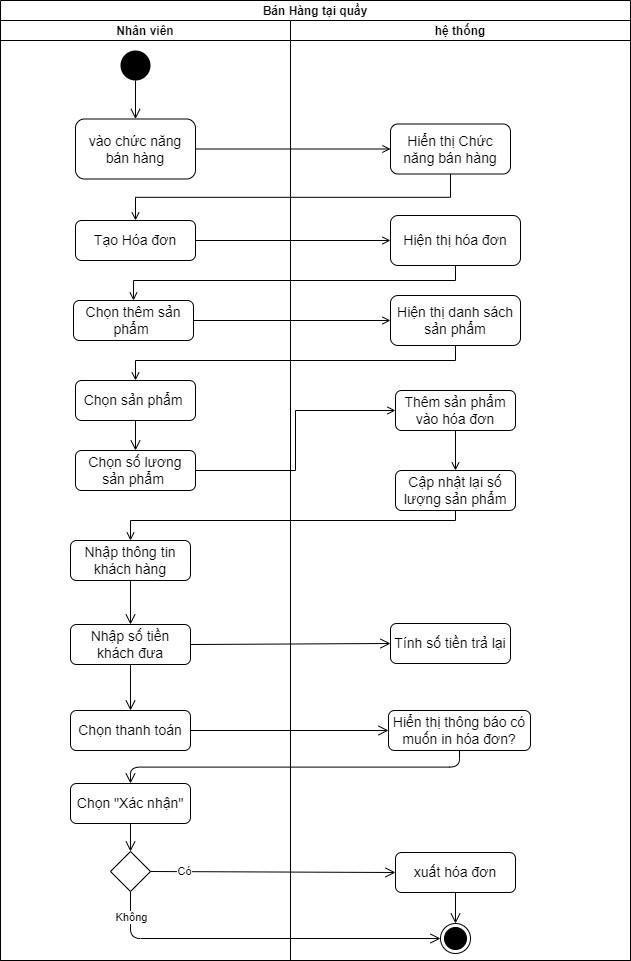 Bán Hàng tại quầy
Nhân viên
hệ thống
vào chức năng
bán hàng
Hiển thị Chức
năng bán hàng
Tạo Hóa đơn
Hiện thị hóa đơn
Chọn thêm sản
phẩm
Hiện thị danh sách
sản phẩm
Chọn sản phẩm
Thêm sản phẩm
vào hóa đơn
Chọn số lương
sản phẩm
Cập nhật lại số
lượng sản phẩm
Nhập thông tin
khách hàng
Nhập số tiền
khách đưa
Tính số tiền trả lại
Chọn thanh toán
Hiển thị thông báo có
muốn in hóa đơn?
Chọn "Xác nhận"
Có
xuất hóa đơn
Không